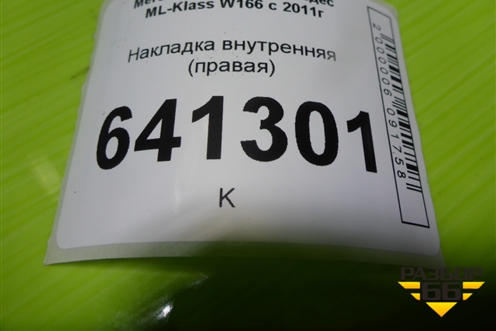 ML-Klass W166 с 2011г
Накладка внутренняя
(правая)
641301
К
2000006091758
РАЗБОР
66